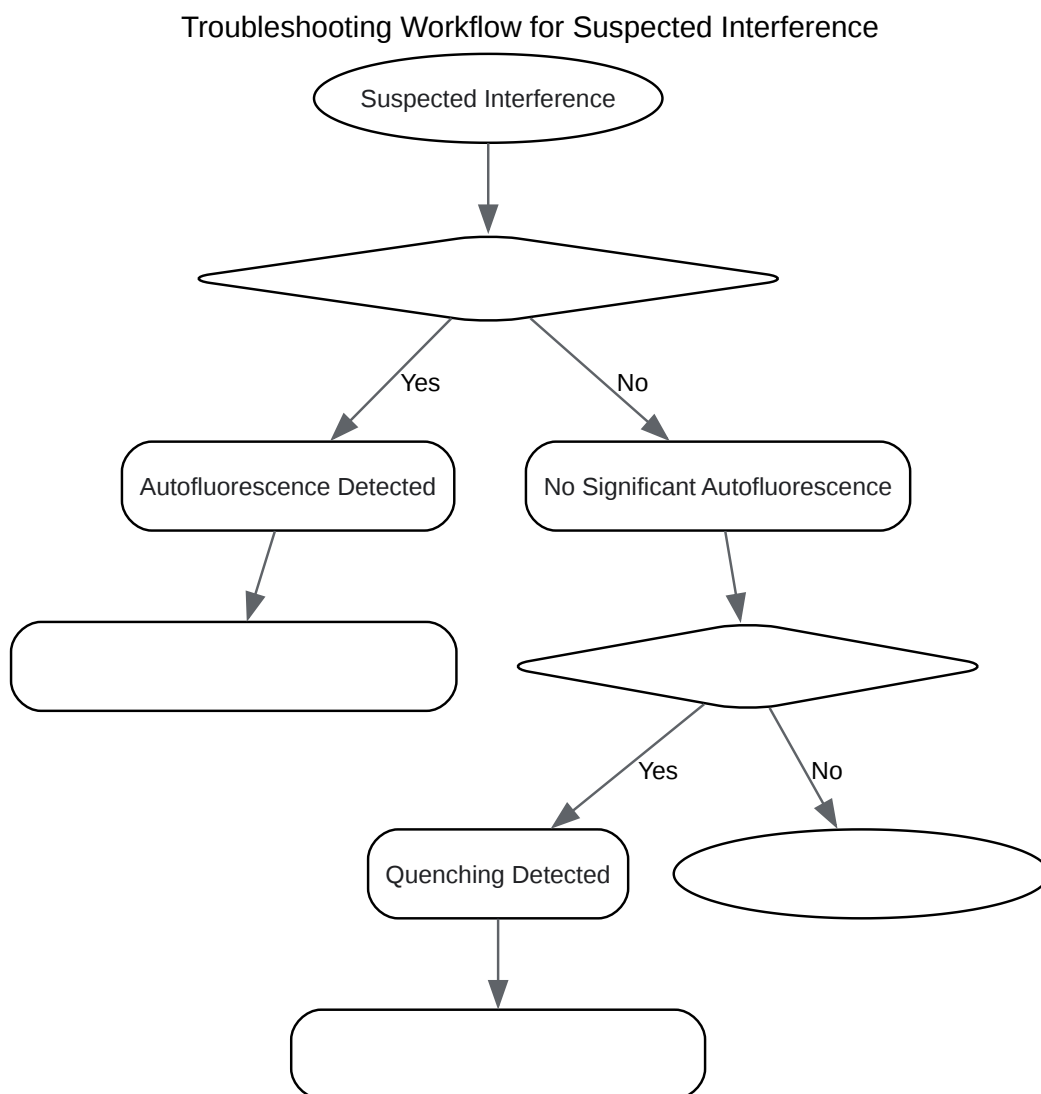 Troubleshooting Workflow for Suspected Interference
Suspected Interference
Yes
No
Autofluorescence Detected
No Significant Autofluorescence
Yes
No
Quenching Detected